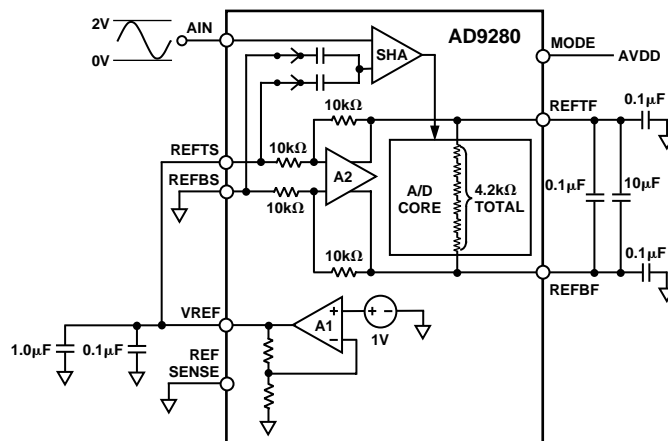 2V
0V
AIN
AD9280
SHA
MODE
AVDD
10kΩ
REFTF
0.1µF
REFTS
10kΩ
REFBS
10kΩ
A2
A/D
CORE
4.2kΩ
TOTAL
0.1µF
10µF
10kΩ
0.1µF
REFBF
VREF
A1
+
−
+ −
1V
1.0µF
0.1µF
REF
SENSE